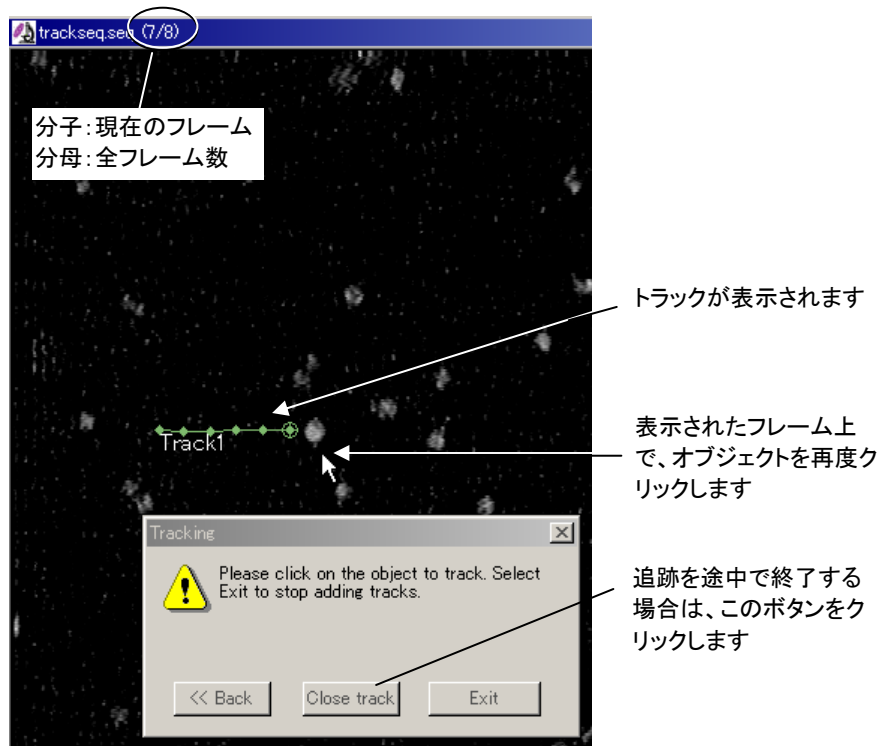 trackseq.seq (7/8)
分子：現在のフレーム
分母：全フレーム数
トラックが表示されます
表示されたフレーム上
で、オブジェクトを再度ク
リックします
Track1
Tracking
Please click on the object to track. Select
Exit to stop adding tracks.
<< Back
Close track
Exit
追跡を途中で終了する
場合は、このボタンをク
リックします